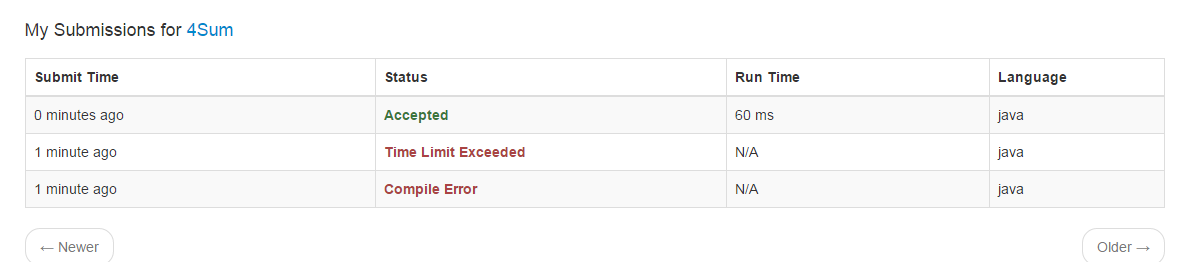 My Submissions for 4Sum
Submit Time Status Run Time Language
0 minutes ago Accepted 60 ms java
1 minute ago Time Limit Exceeded N/A java
1 minute ago Compile Error N/A java
← Newer Older →